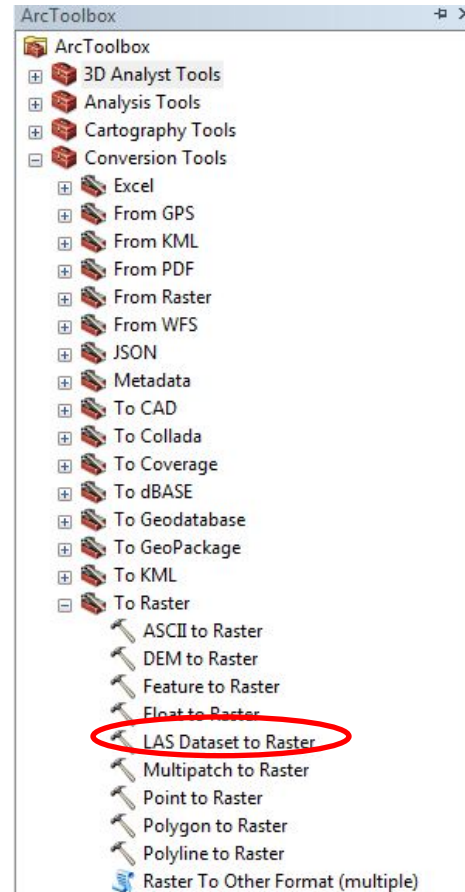 ArcToolbox
ArcToolbox
3D Analyst Tools
Analysis Tools
Cartography Tools
Conversion Tools
Excel
From GPS
From KML
From PDF
From Raster
From WFS
JSON
Metadata
To CAD
To Collada
To Coverage
To dBASE
To Geodatabase
To GeoPackage
To KML
To Raster
ASCII to Raster
DEM to Raster
Feature to Raster
Float to Raster
LAS Dataset to Raster
Multipatch to Raster
Point to Raster
Polygon to Raster
Polyline to Raster
Raster To Other Format (multiple)